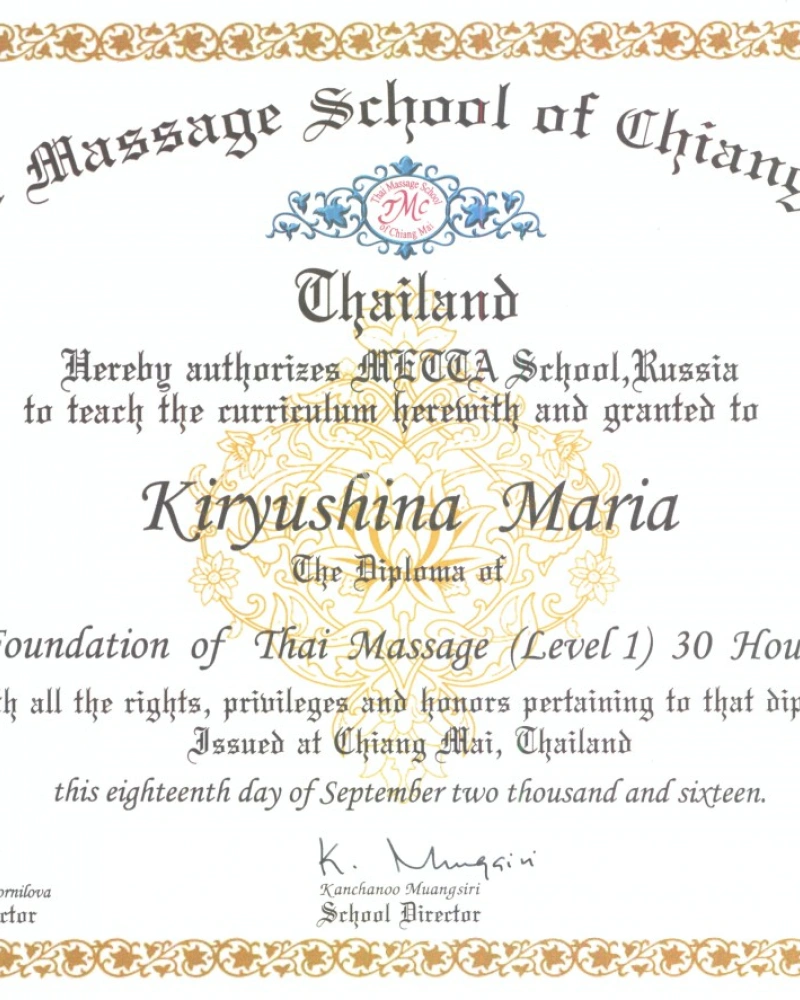 Massage School of Chiang
Thai Massage School
TMC
of Chiang Mai
Thailand
Hereby authorizes METTA School,Russia
to teach the curriculum herewith and granted to
Kiryushina Maria
The Diploma of
Foundation of Thai Massage (Level 1) 30 Hou
th all the rights, privileges and honors pertaining to that dip
Issued at Chiang Mai, Thailand
this eighteenth day of September two thousand and sixteen.
K. Mungsiri
ornilova
Kanchanoo Muangsiri
ctor
School Director